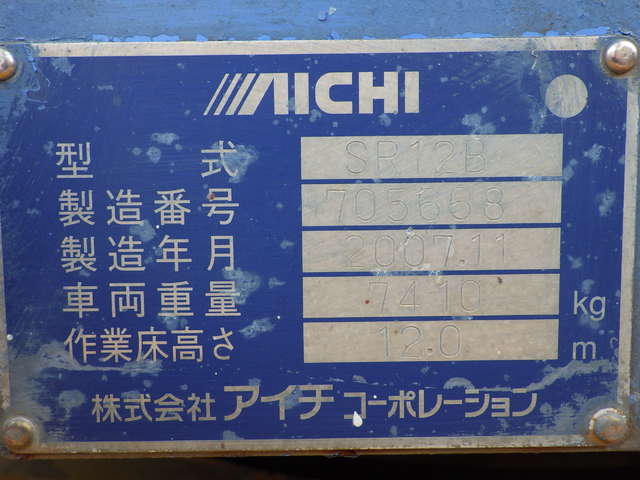 AICHI
型 式 SR12B
製造番号 705668
製造年月 2007.11
車両重量 7410 kg
作業床高さ 12.0 m
株式会社 アイチ コーポレーション